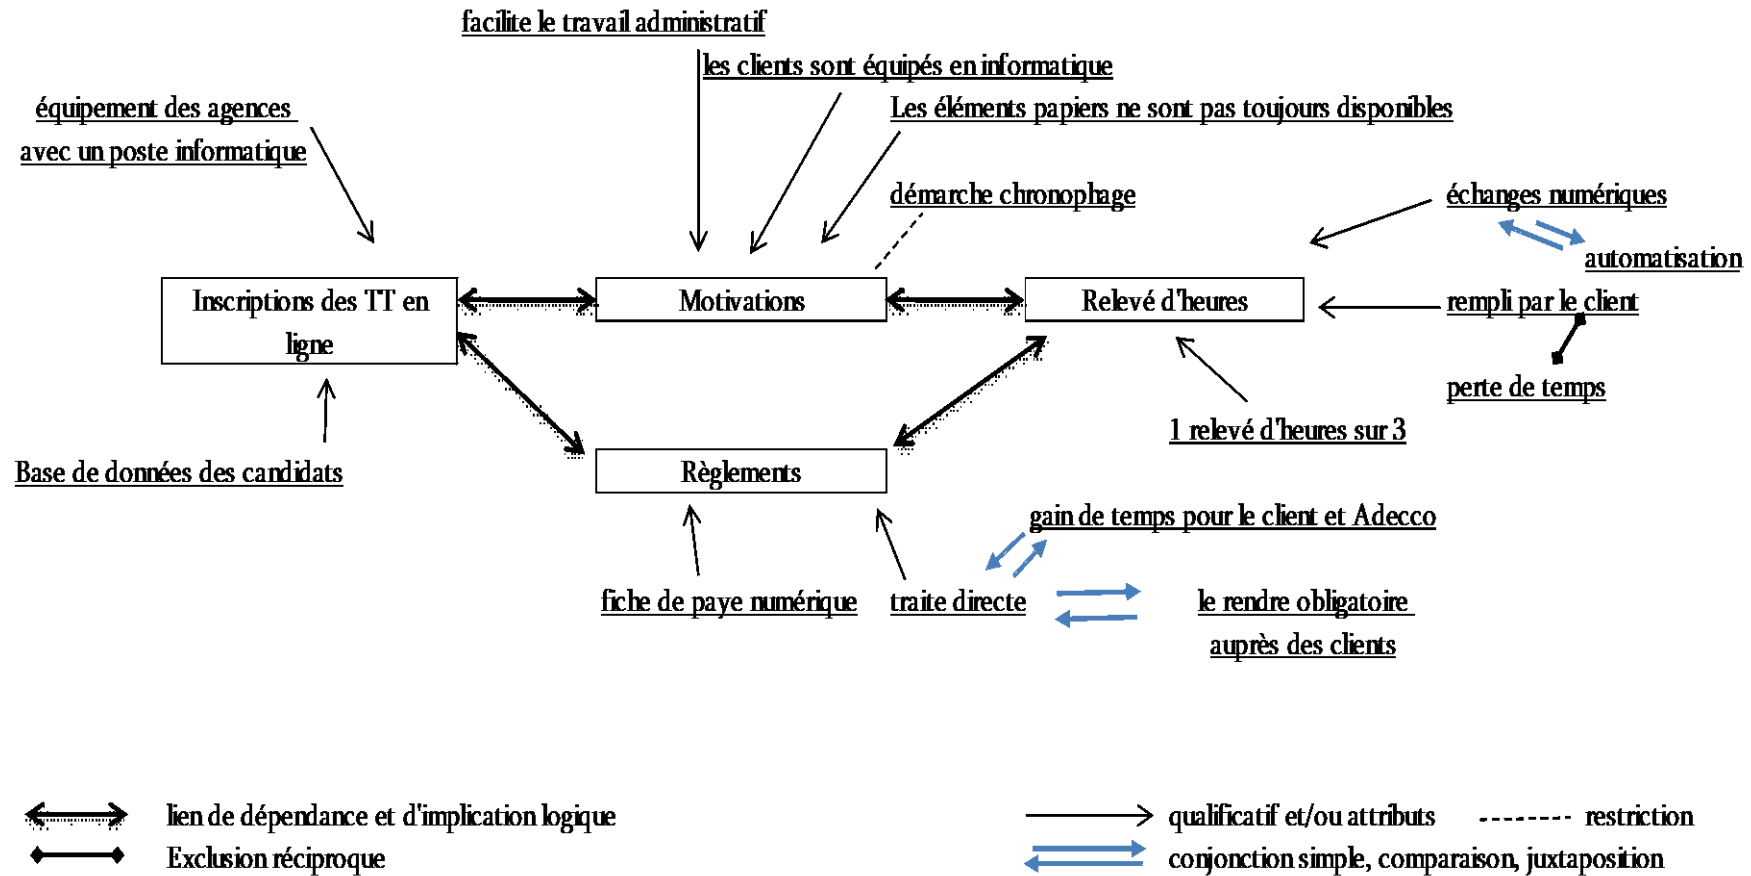 facilite le travail administratif
les clients sont équipés en informatique
équipement des agences
avec un poste informatique
Les éléments papiers ne sont pas toujours disponibles
démarche chronophage
échanges numériques
automatisation
Inscriptions des TT en
ligne
Motivations
Relevé d'heures
rempli par le client
perte de temps
1 relevé d'heures sur 3
Base de données des candidats
Règlements
gain de temps pour le client et Adecco
fiche de paye numérique
traite directe
le rendre obligatoire
auprès des clients
lien de dépendance et d'implication logique
qualificatif et/ou attributs
restriction
Exclusion réciproque
conjonction simple, comparaison, juxtaposition